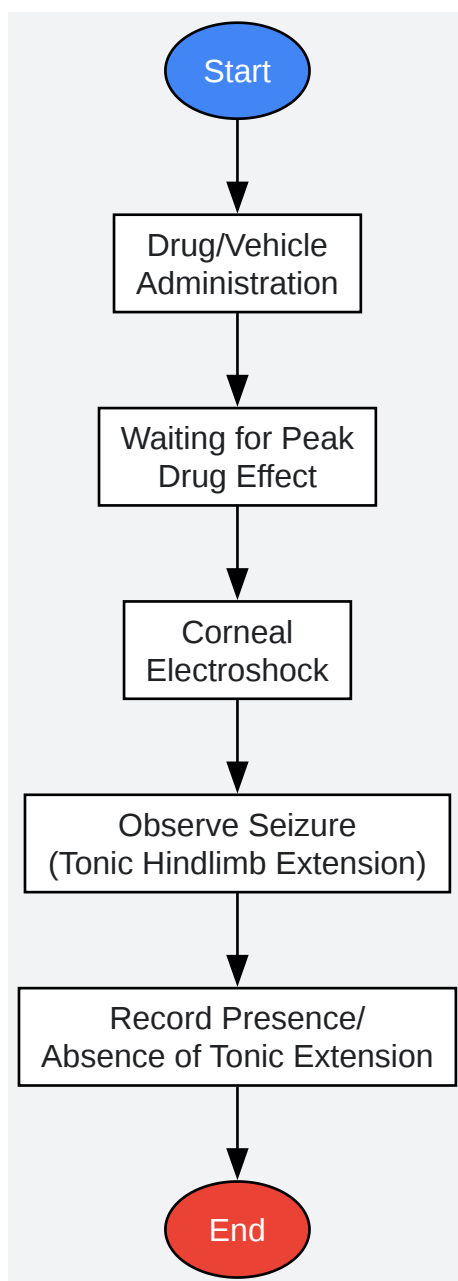 Start
Drug/Vehicle
Administration
Waiting for Peak
Drug Effect
Corneal
Electroshock
Observe Seizure
(Tonic Hindlimb Extension)
Record Presence/
Absence of Tonic Extension
End